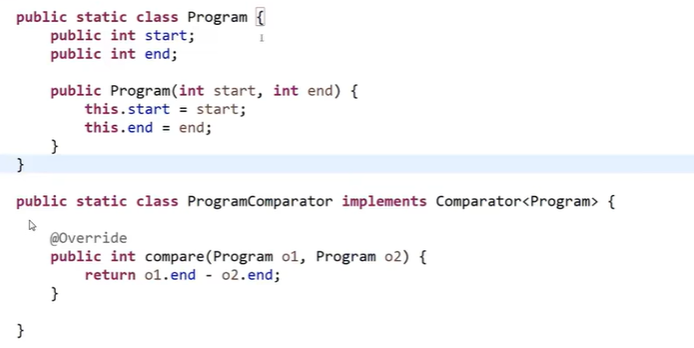 public static class Program {
public int start;
public int end;
public Program(int start, int end) {
this.start = start;
this.end = end;
}
}
public static class ProgramComparator implements Comparator<Program> {
@Override
public int compare(Program o1, Program o2) {
return o1.end - o2.end;
}
}